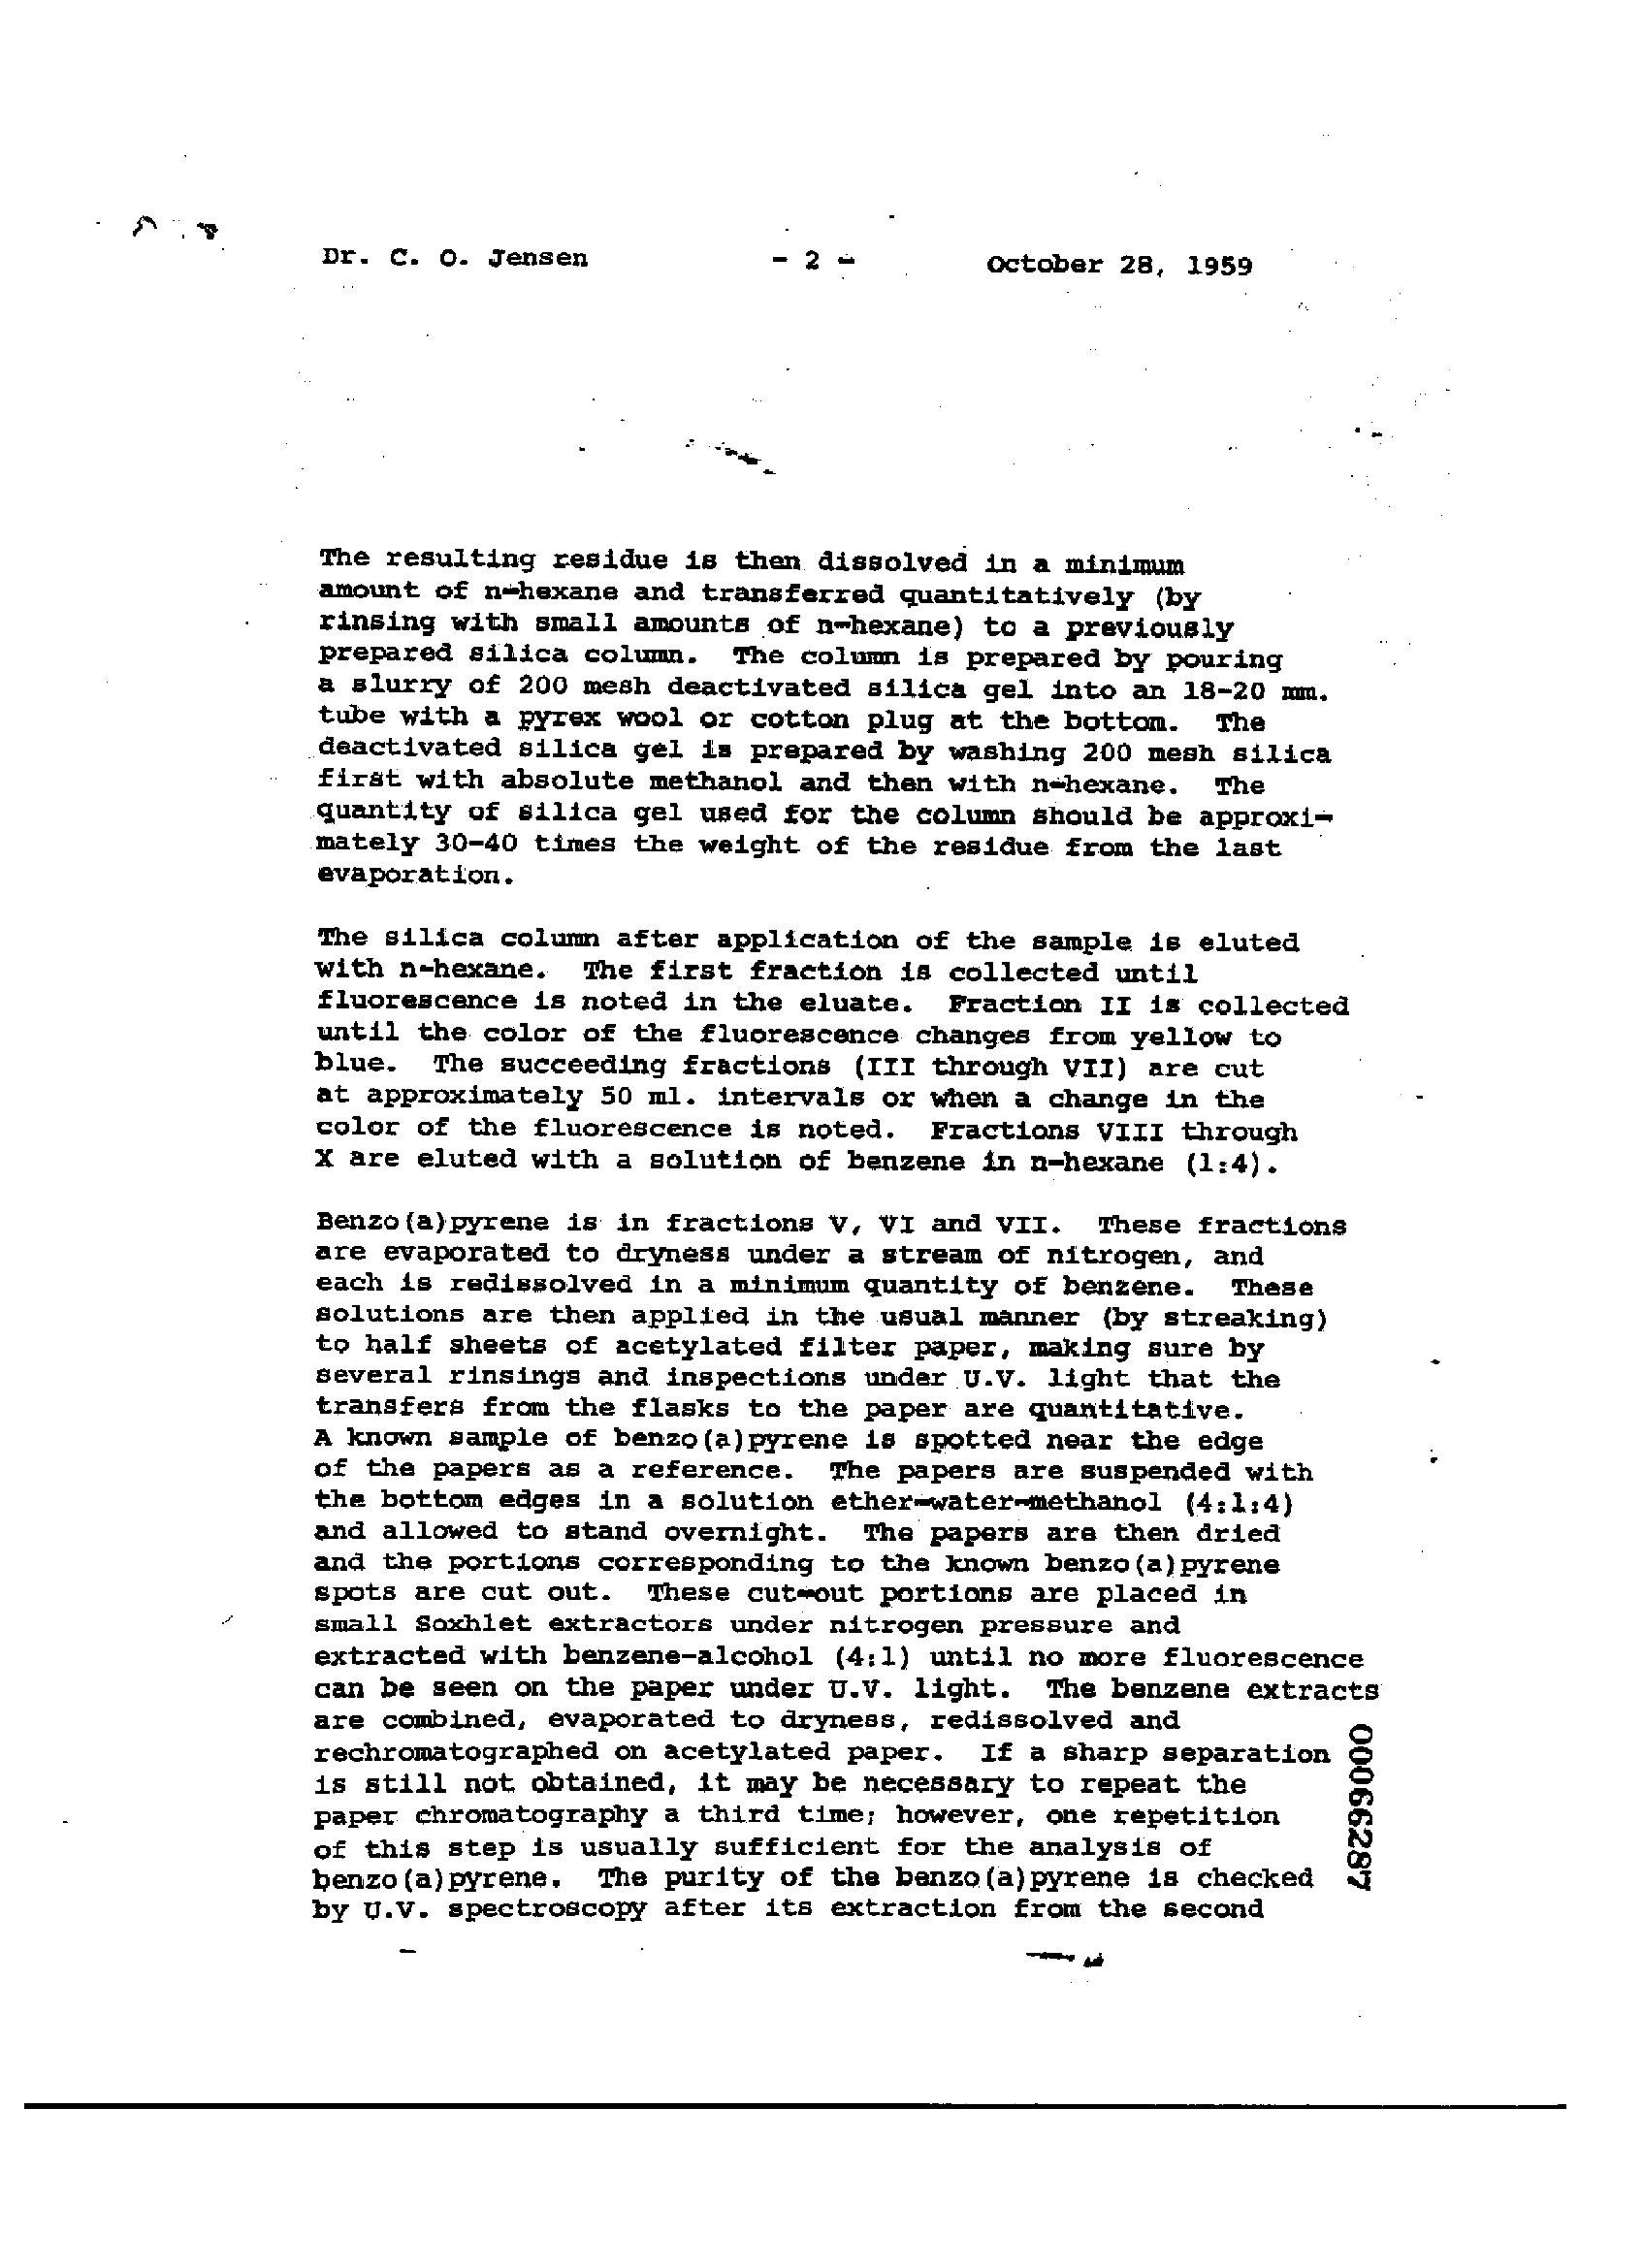 Dr. C. O. Jensen - 2 - October 28, 1959
The resulting residue is then dissolved in a minimum
amount of n-hexane and transferred quantitatively (by
rinsing with small amounts of n-hexane) to a previously
prepared silica column. The column is prepared by pouring
a slurry of 200 mesh deactivated silica gel into an 18-20 mm.
tube with a pyrex wool or cotton plug at the bottom. The
deactivated silica gel is prepared by washing 200 mesh silica
first with absolute methanol and then with n-hexane. The
quantity of silica gel used for the column should be approxi-
mately 30-40 times the weight of the residue from the last
evaporation.
The silica column after application of the sample is eluted
with n-hexane. The first fraction is collected until
fluorescence is noted in the eluate. Fraction II is collected
until the color of the fluorescence changes from yellow to
blue. The succeeding fractions (III through VII) are cut
at approximately 50 ml. intervals or when a change in the
color of the fluorescence is noted. Fractions VIII through
X are eluted with a solution of benzene in n-hexane (1:4).
Benzo(a)pyrene is in fractions V, VI and VII. These fractions
are evaporated to dryness under a stream of nitrogen, and
each is redissolved in a minimum quantity of benzene. These
solutions are then applied in the usual manner (by streaking)
to half sheets of acetylated filter paper, making sure by
several rinsings and inspections under U.V. light that the
transfers from the flasks to the paper are quantitative.
A known sample of benzo(a)pyrene is spotted near the edge
of the papers as a reference. The papers are suspended with
the bottom edges in a solution ether-water-methanol (4:1:4)
and allowed to stand overnight. The papers are then dried
and the portions corresponding to the known benzo(a)pyrene
spots are cut out. These cut-out portions are placed in
small Soxhlet extractors under nitrogen pressure and
extracted with benzene-alcohol (4:1) until no more fluorescence
can be seen on the paper under U.V. light. The benzene extracts
are combined, evaporated to dryness, redissolved and
rechromatographed on acetylated paper. If a sharp separation
is still not obtained, it may be necessary to repeat the
paper chromatography a third time; however, one repetition
of this step is usually sufficient for the analysis of
benzo(a)pyrene. The purity of the benzo(a)pyrene is checked
by U.V. spectroscopy after its extraction from the second
00066287